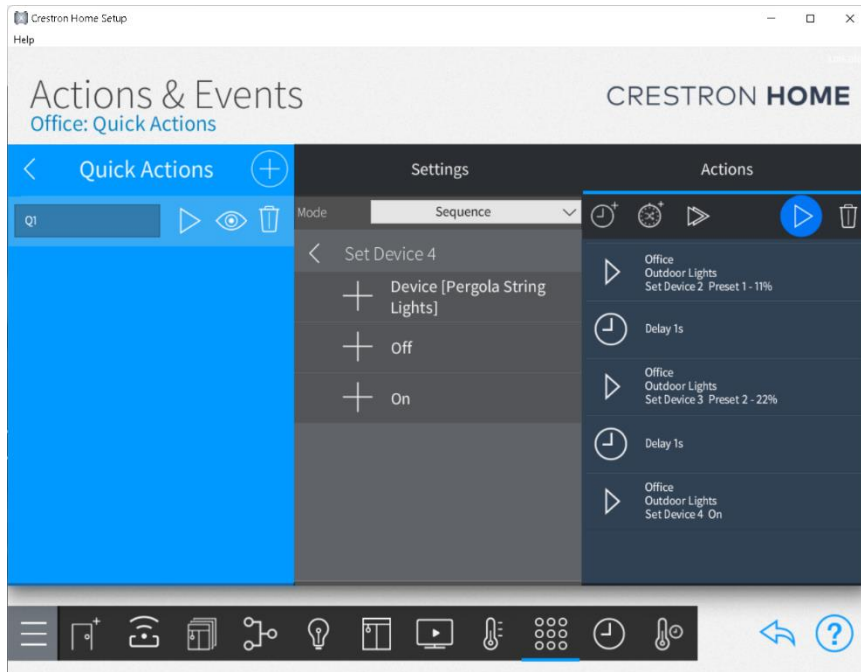 Crestron Home Setup
Help
Actions & Events
Office: Quick Actions
CRESTRON HOME
Quick Actions
Settings
Actions
Q1
Mode
Sequence
Set Device 4
Device [Pergola String
Lights]
Off
On
Office
Outdoor Lights
Set Device 2 Preset 1 - 11%
Delay 1s
Office
Outdoor Lights
Set Device 3 Preset 2 - 22%
Delay 1s
Office
Outdoor Lights
Set Device 4 On
?